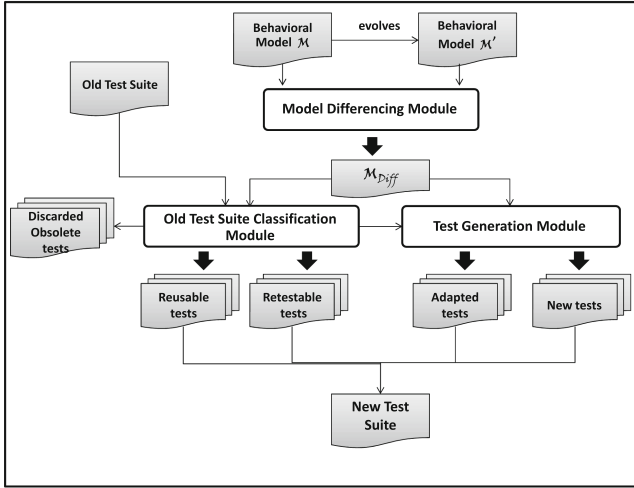 Behavioral
Model ℳ
evolves
Behavioral
Model ℳ'
Old Test Suite
Model Differencing Module
ℳDiff
Discarded
Obsolete
tests
Old Test Suite Classification
Module
Test Generation Module
Reusable
tests
Retestable
tests
Adapted
tests
New tests
New Test
Suite